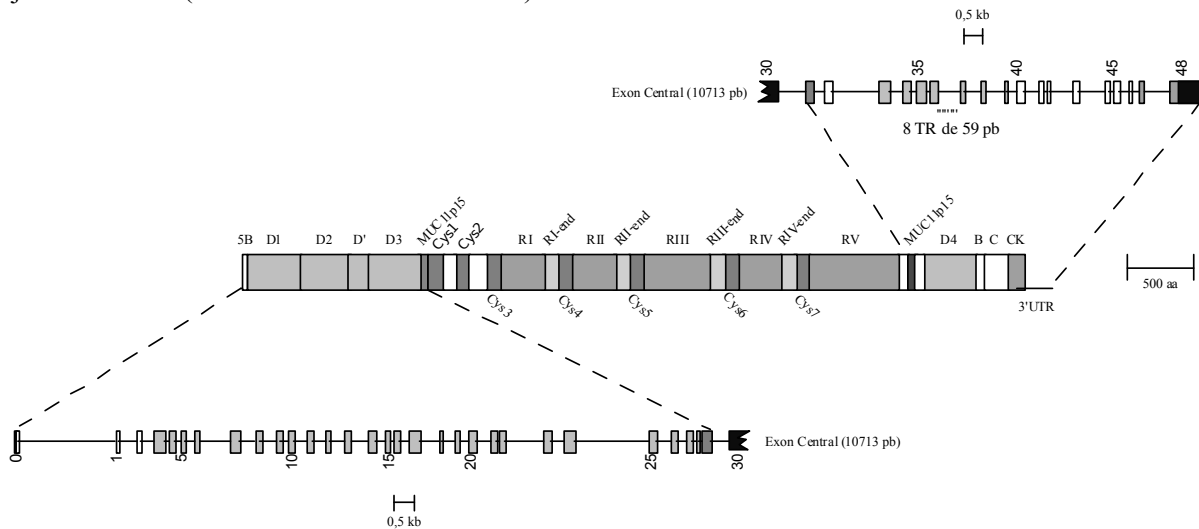 0,5 kb
30 35 40 45 48
Exon Central (10713 pb)
8 TR de 59 pb
5B D1 D2 D' D3 MUC11p15 Cys1 Cys2 RI RI-end RII RII-end RIII RIII-end RIV RIV-end RV MUC11p15 D4 B C CK
Cys3 Cys4 Cys5 Cys6 Cys7
500 aa
3'UTR
Exon Central (10713 pb)
0 1 5 10 15 20 25 30
0,5 kb